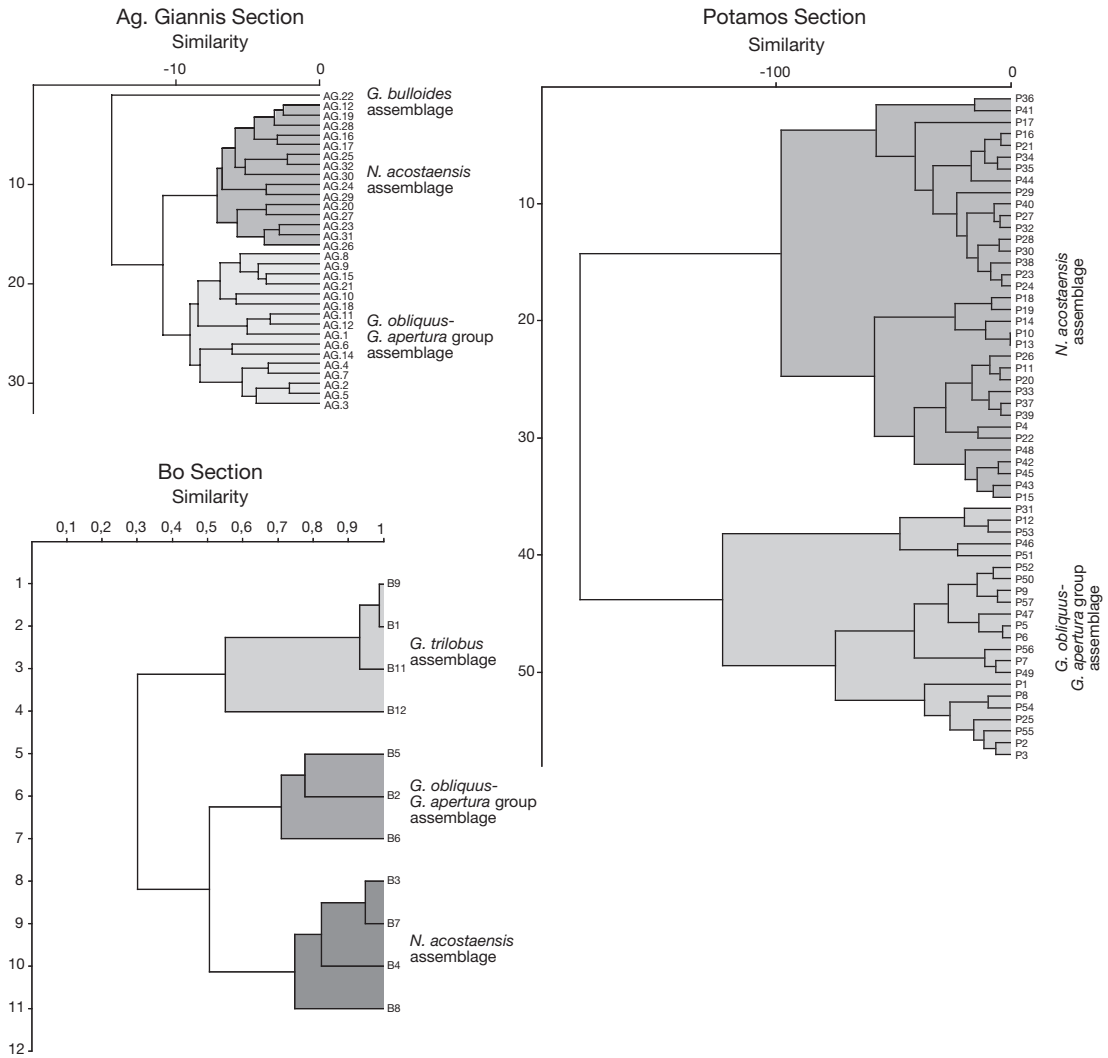 Ag. Giannis Section
Similarity
-10 0
10
20
30
AG.22
AG.12
AG.19
AG.28
AG.16
AG.17
AG.25
AG.32
AG.30
AG.24
AG.29
AG.20
AG.27
AG.23
AG.31
AG.26
AG.8
AG.9
AG.15
AG.21
AG.10
AG.18
AG.11
AG.12
AG.1
AG.6
AG.14
AG.4
AG.7
AG.2
AG.5
AG.3
G. bulloides
assemblage
N. acostaensis
assemblage
G. obliquus-
G. apertura group
assemblage
Potamos Section
Similarity
-100 0
10
20
30
40
50
P36
P41
P17
P16
P21
P34
P35
P44
P29
P40
P27
P32
P28
P30
P38
P23
P24
P18
P19
P14
P10
P13
P26
P11
P20
P33
P37
P39
P4
P22
P48
P42
P45
P43
P15
P31
P12
P53
P46
P51
P52
P50
P9
P57
P47
P5
P6
P56
P7
P49
P1
P8
P54
P25
P55
P2
P3
N. acostaensis
assemblage
G. obliquus-
G. apertura group
assemblage
Bo Section
Similarity
0,1 0,2 0,3 0,4 0,5 0,6 0,7 0,8 0,9 1
1
2
3
4
5
6
7
8
9
10
11
12
B9
B1
B11
B12
B5
B2
B6
B3
B7
B4
B8
G. trilobus
assemblage
G. obliquus-
G. apertura group
assemblage
N. acostaensis
assemblage